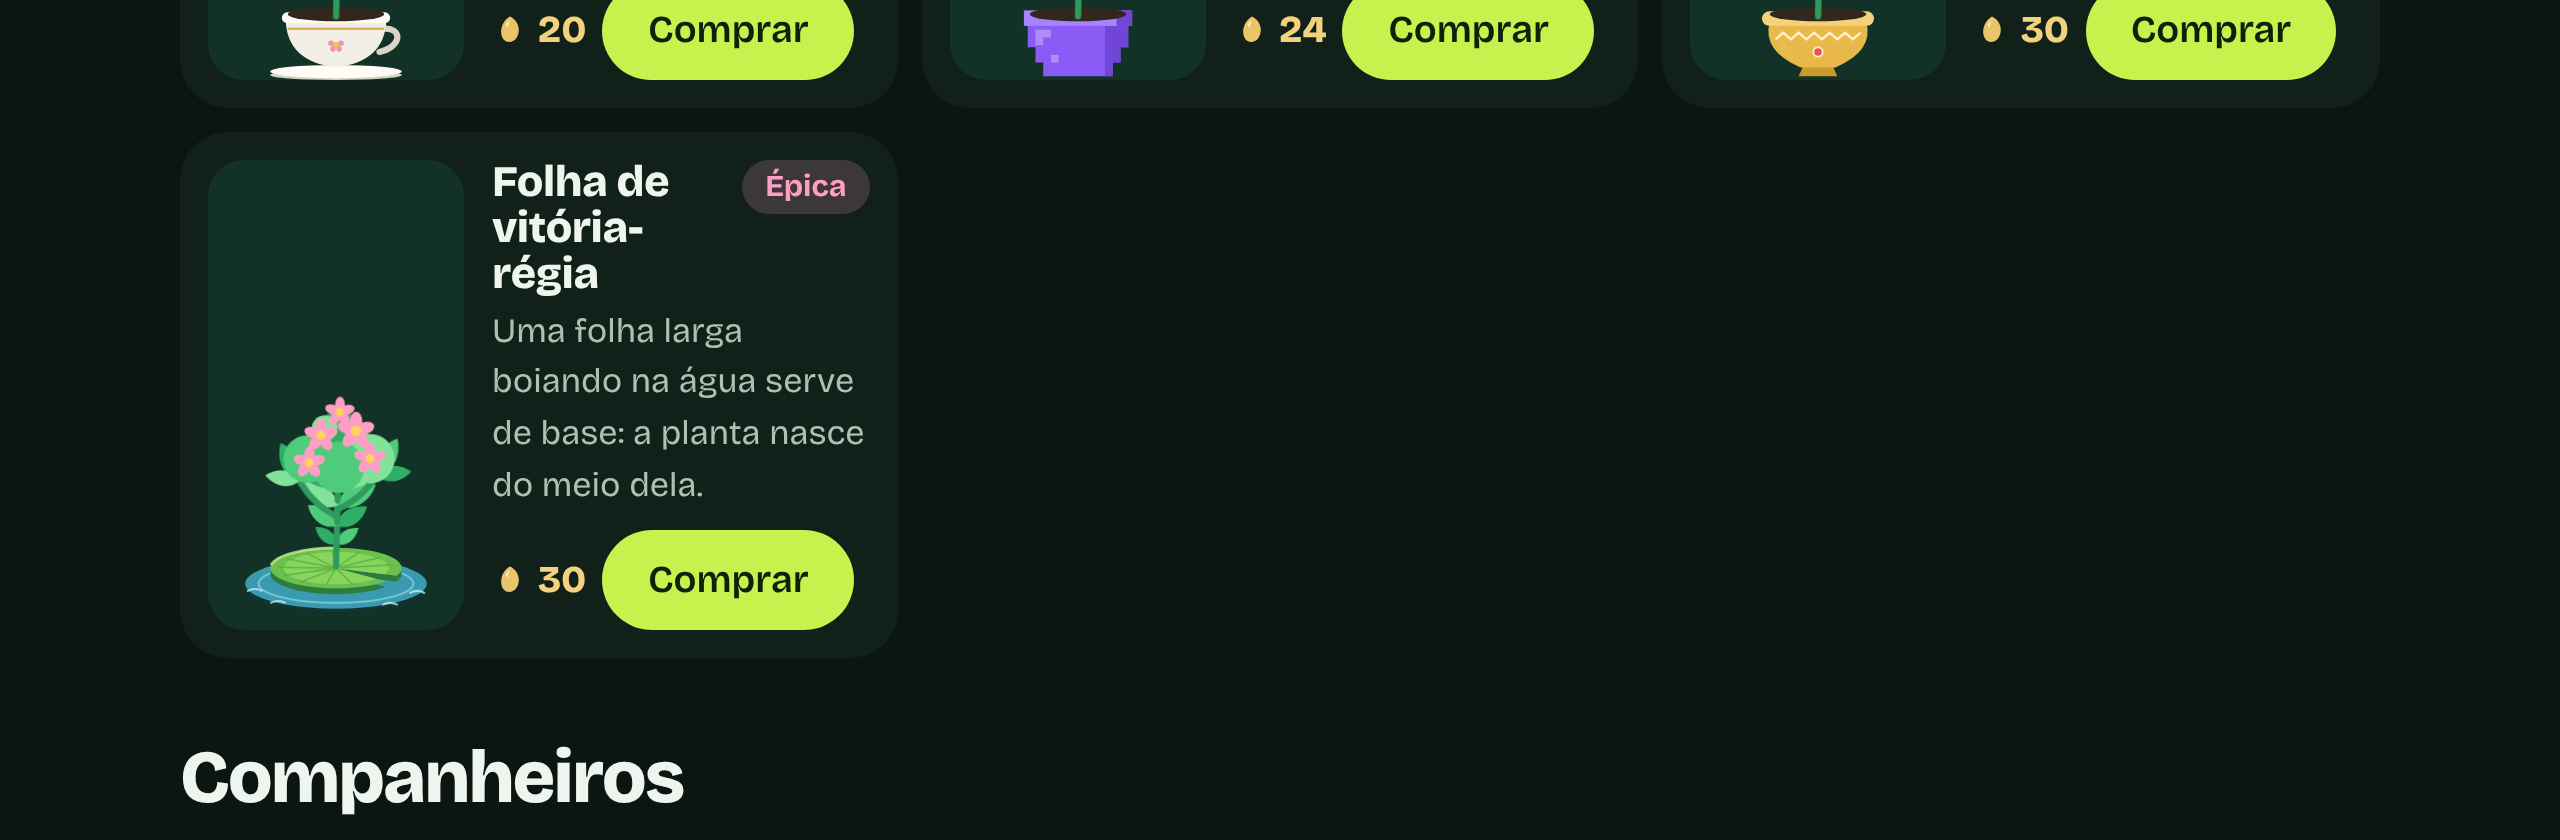 20 Comprar 24 Comprar 30 Comprar
Folha de Épica
vitória-
régia
Uma folha larga
boiando na água serve
de base: a planta nasce
do meio dela.
30 Comprar
Companheiros